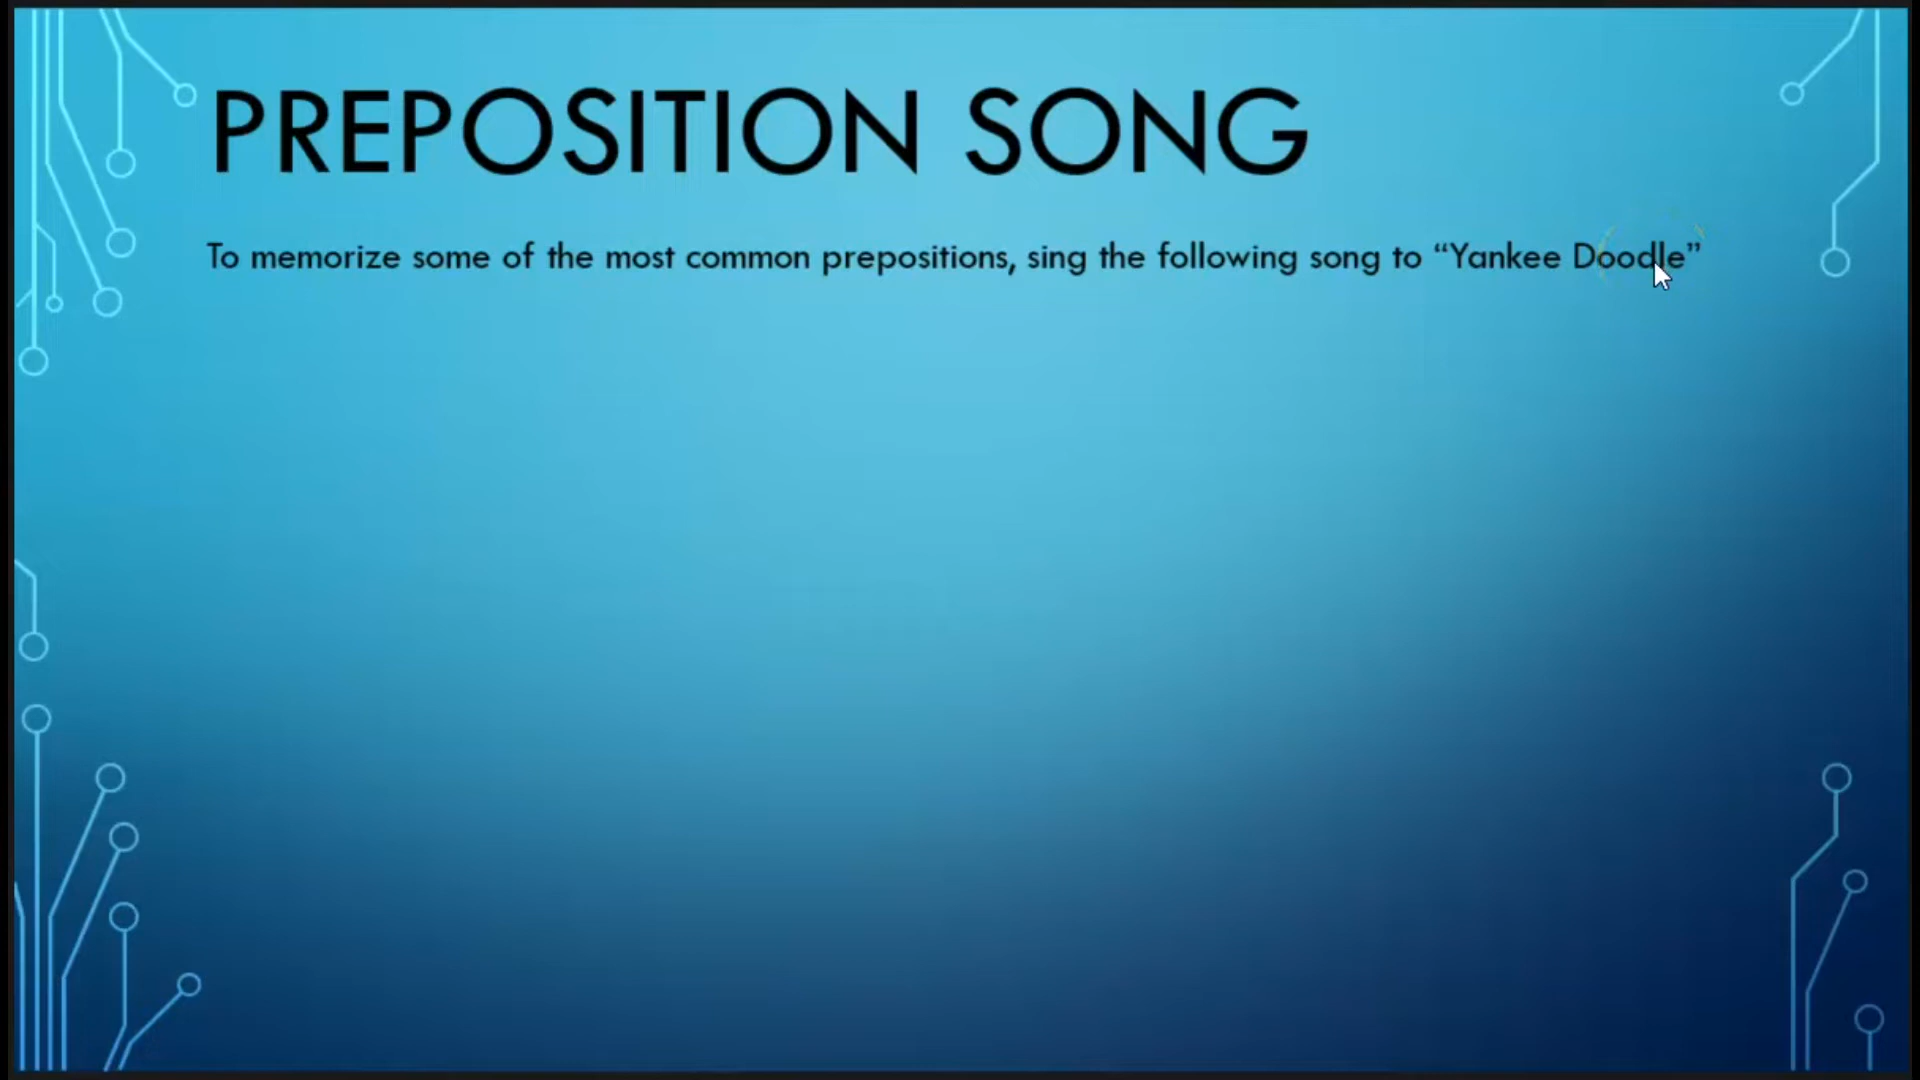 PREPOSITION SONG
To memorize some of the most common prepositions, sing the following song to “Yankee Doodle”